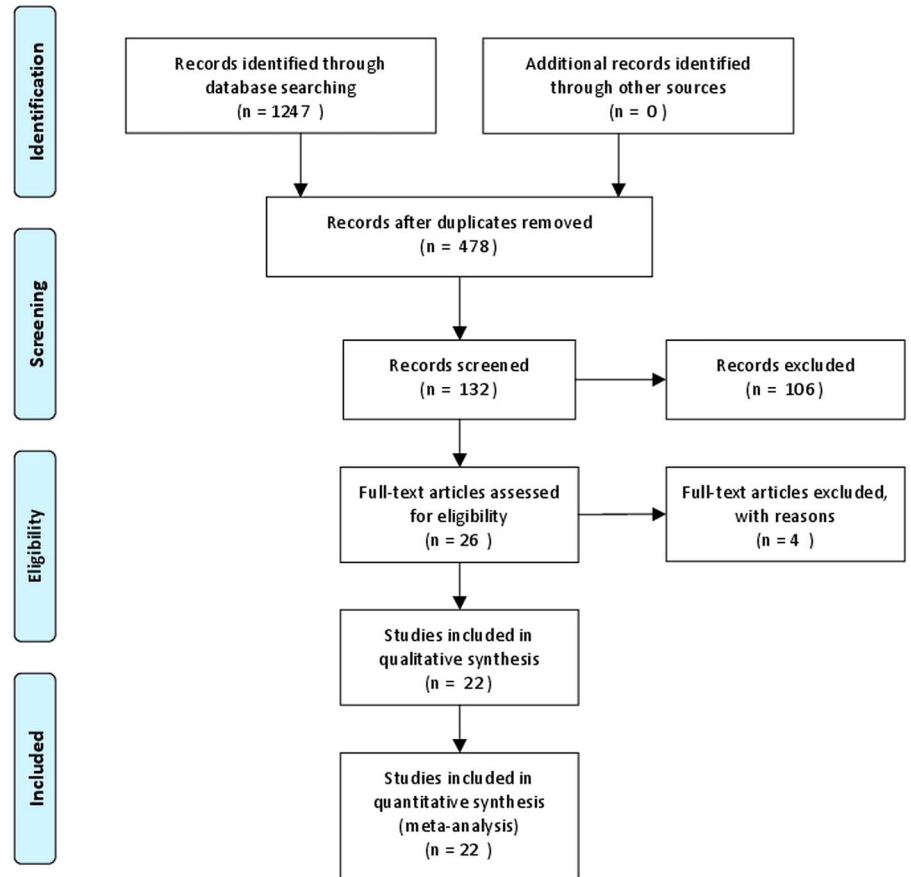 Identification
Records identified through
database searching
(n = 1247 )
Additional records identified
through other sources
(n = 0 )
Records after duplicates removed
(n = 478)
Screening
Records screened
(n = 132 )
Records excluded
(n = 106 )
Eligibility
Full-text articles assessed
for eligibility
(n = 26 )
Full-text articles excluded,
with reasons
(n = 4 )
Studies included in
qualitative synthesis
(n = 22)
Included
Studies included in
quantitative synthesis
(meta-analysis)
(n = 22 )